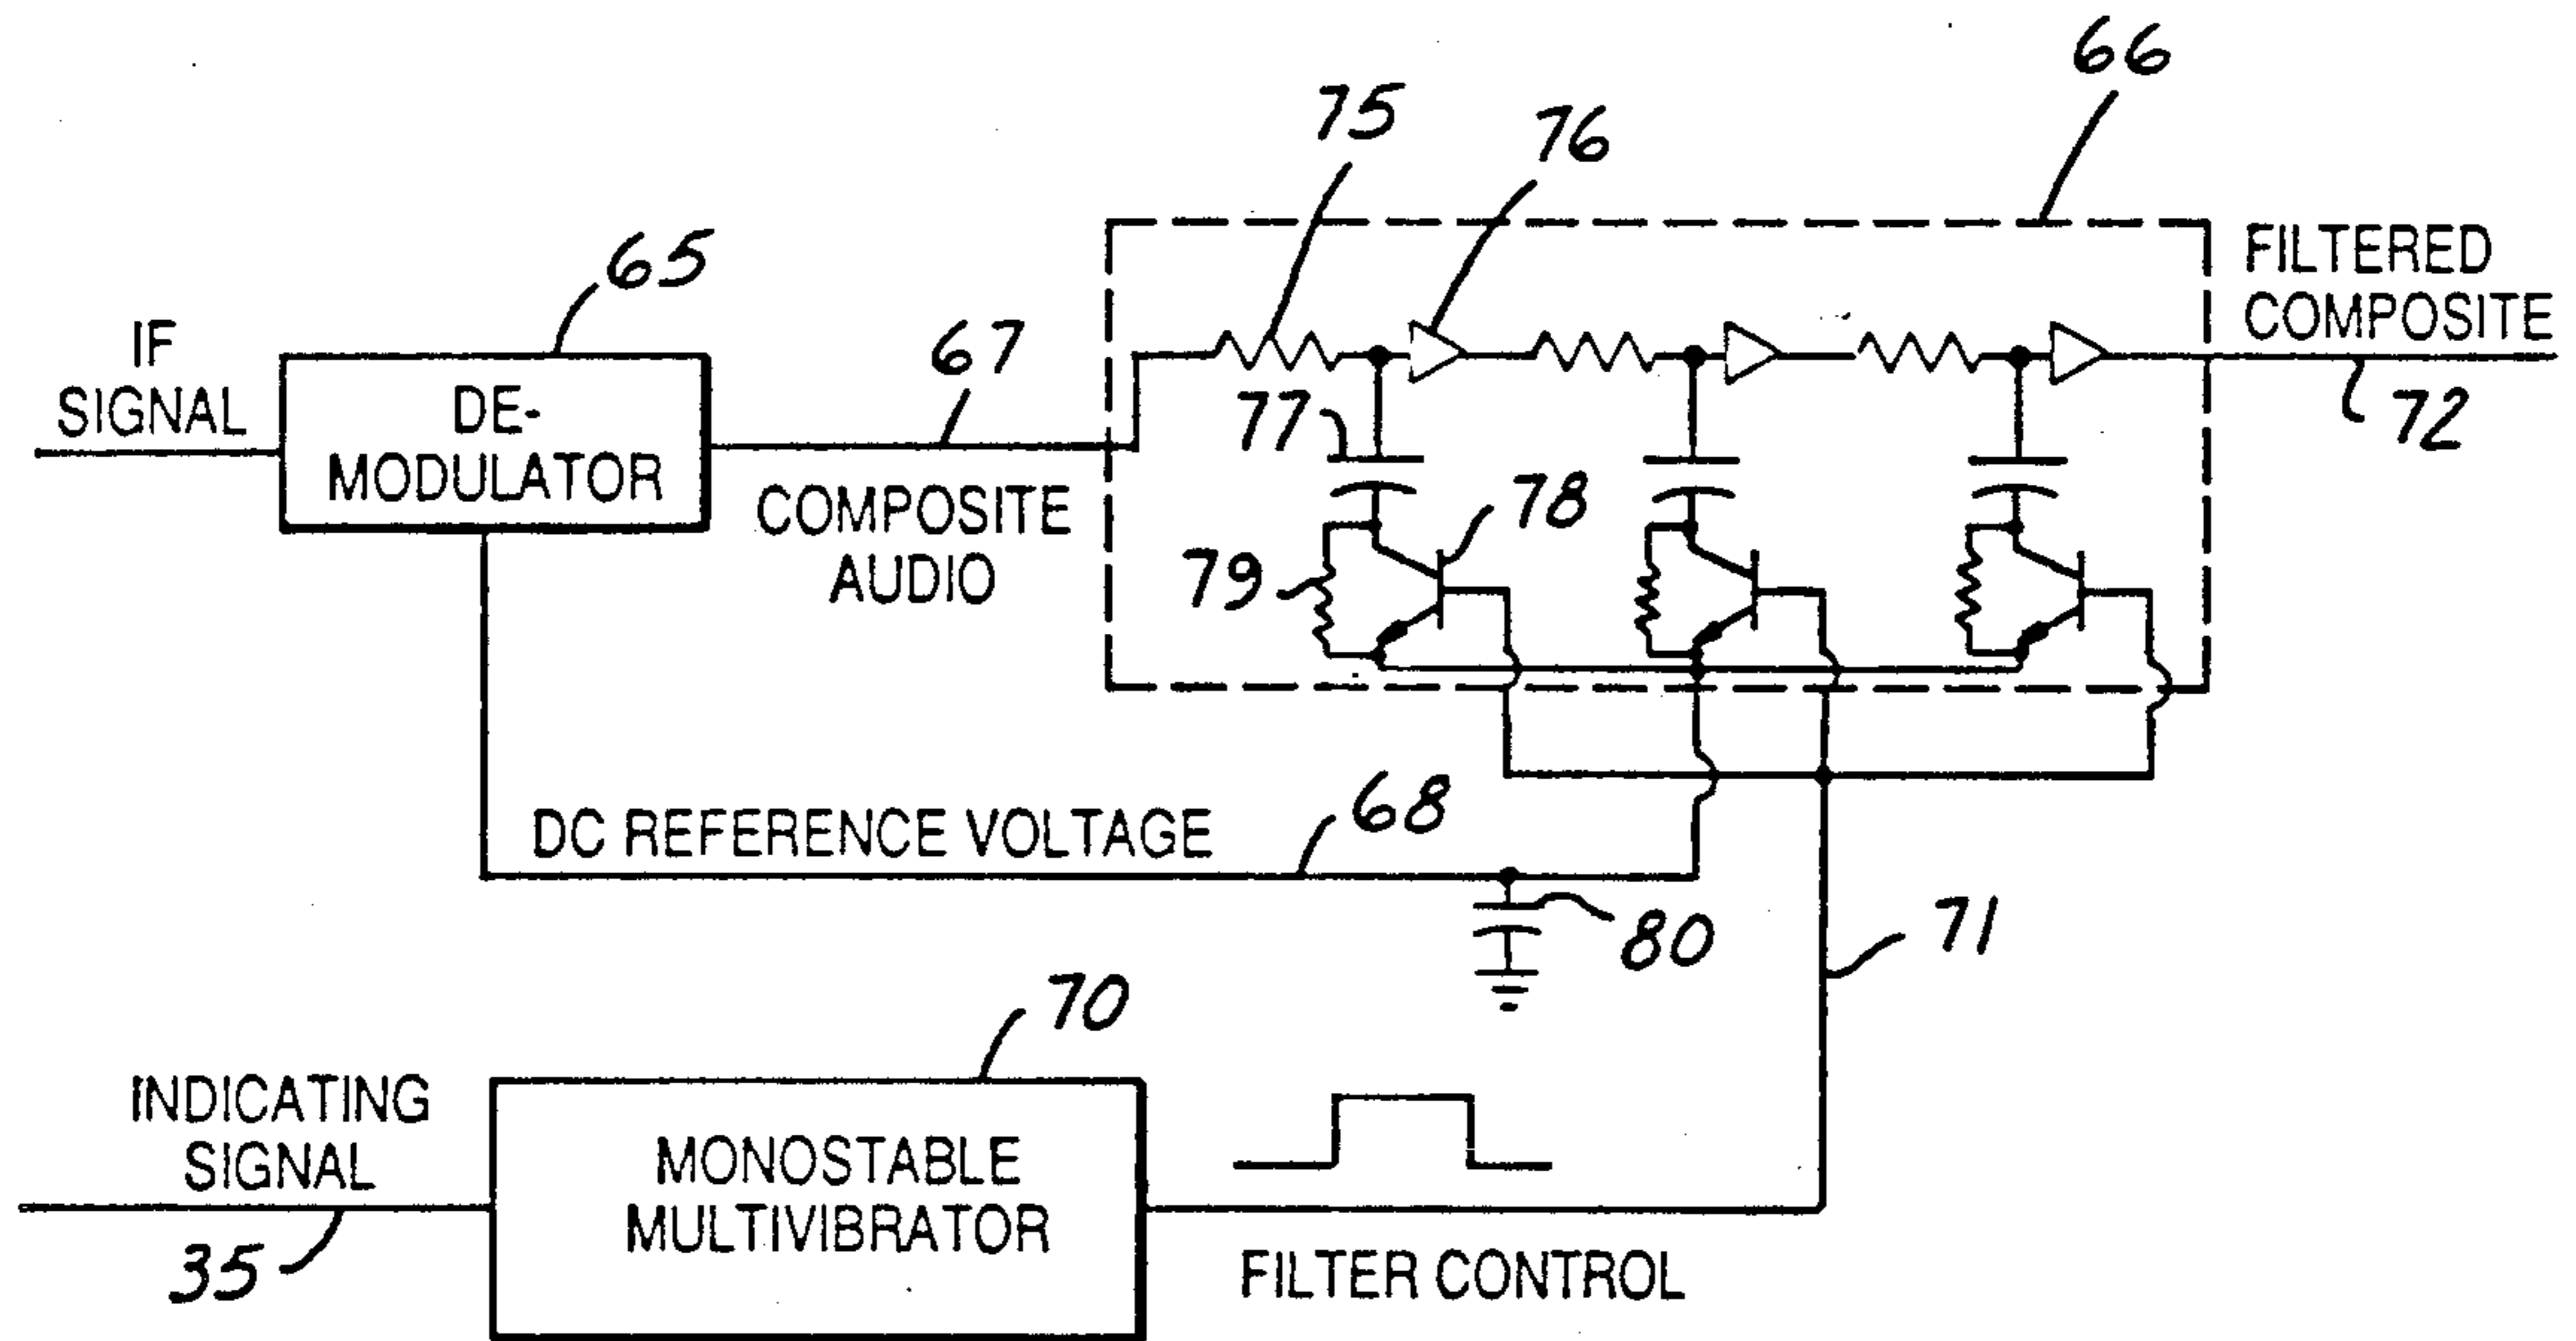 66
75
76
65
FILTERED
COMPOSITE
IF
SIGNAL
67
DE-
MODULATOR
77
72
COMPOSITE
AUDIO
78
79
DC REFERENCE VOLTAGE
68
80
71
70
INDICATING
SIGNAL
MONOSTABLE
MULTIVIBRATOR
35
FILTER CONTROL